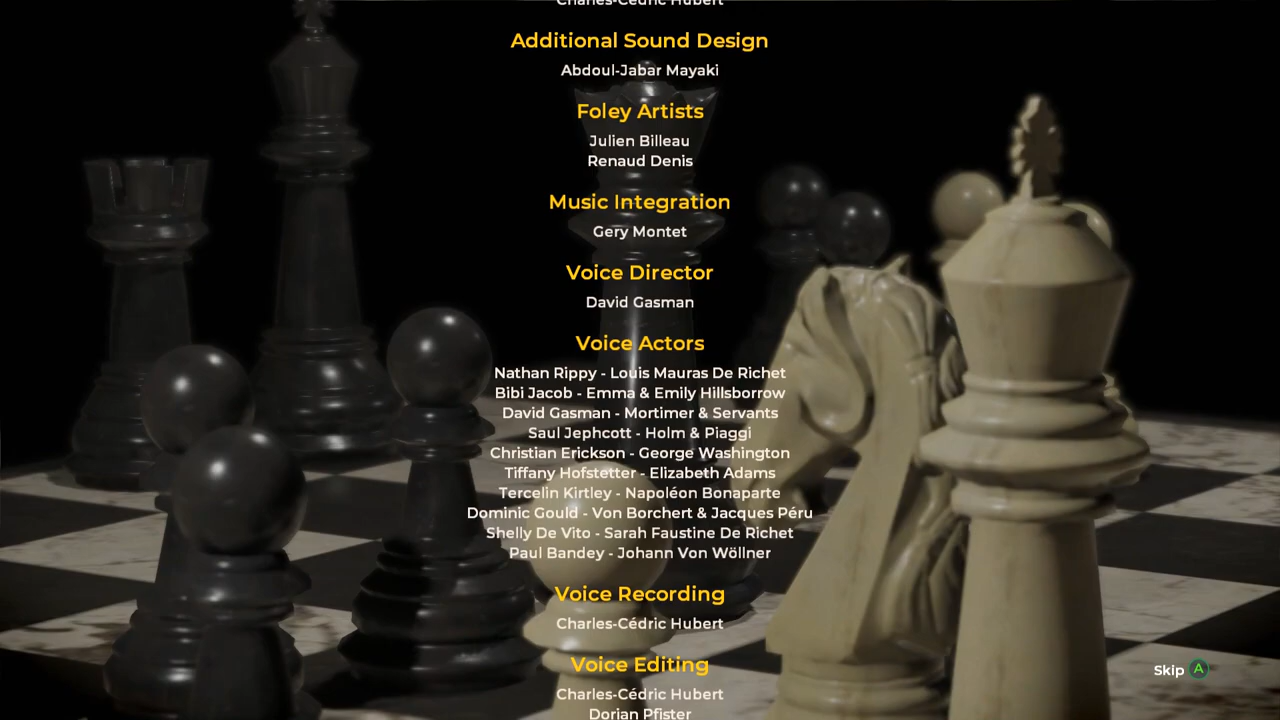 Charles-Cédric Hubert
Additional Sound Design
Abdoul-Jabar Mayaki
Foley Artists
Julien Billeau
Renaud Denis
Music Integration
Gery Montet
Voice Director
David Gasman
Voice Actors
Nathan Rippy - Louis Mauras De Richet
Bibi Jacob - Emma & Emily Hillsborrow
David Gasman - Mortimer & Servants
Saul Jephcott - Holm & Piaggi
Christian Erickson - George Washington
Tiffany Hofstetter - Elizabeth Adams
Tercelin Kirtley - Napoléon Bonaparte
Dominic Gould - Von Borchert & Jacques Péru
Shelly De Vito - Sarah Faustine De Richet
Paul Bandey - Johann Von Wöllner
Voice Recording
Charles-Cédric Hubert
Voice Editing
Charles-Cédric Hubert
Dorian Pfister
Skip A